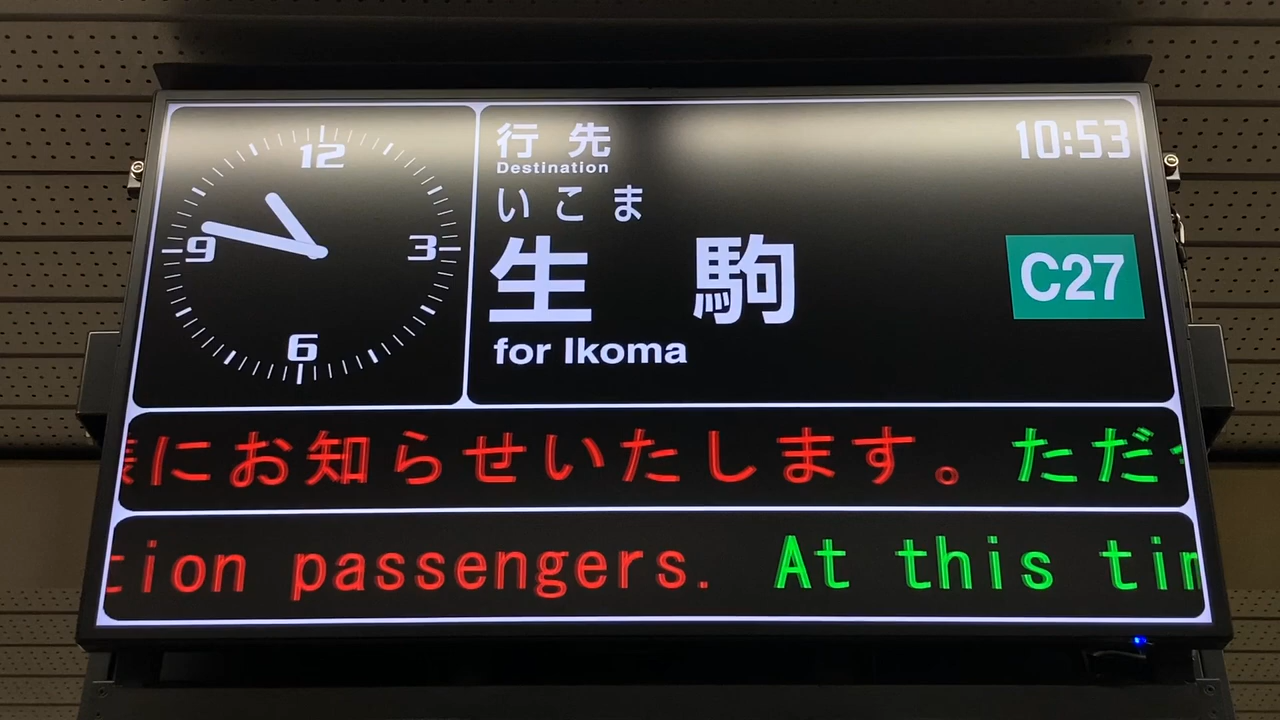 12
9
3
6
行先
Destination
10:53
いこま
生駒
C27
for Ikoma
にお知らせいたします。ただ
tion passengers. At this tim